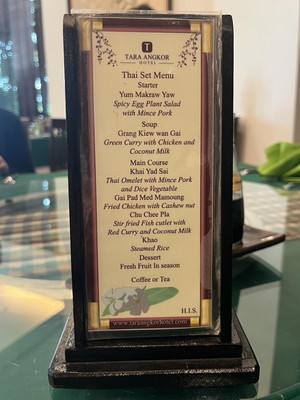 T
TARA ANGKOR
HOTEL
Thai Set Menu
Starter
Yum Makraw Yaw
Spicy Egg Plant Salad
with Mince Pork
Soup
Grang Kiew wan Gai
Green Curry with Chicken and
Coconut Milk
Main Course
Khai Yad Sai
Thai Omelet with Mince Pork
and Dice Vegetable
Gai Pad Med Mamoung
Fried Chicken with Cashew nut
Chu Chee Pla
Stir fried Fish cutlet with
Red Curry and Coconut Milk
Khao
Steamed Rice
Dessert
Fresh Fruit In season
Coffee or Tea
H.I.S.
www.taraangkorhotel.com